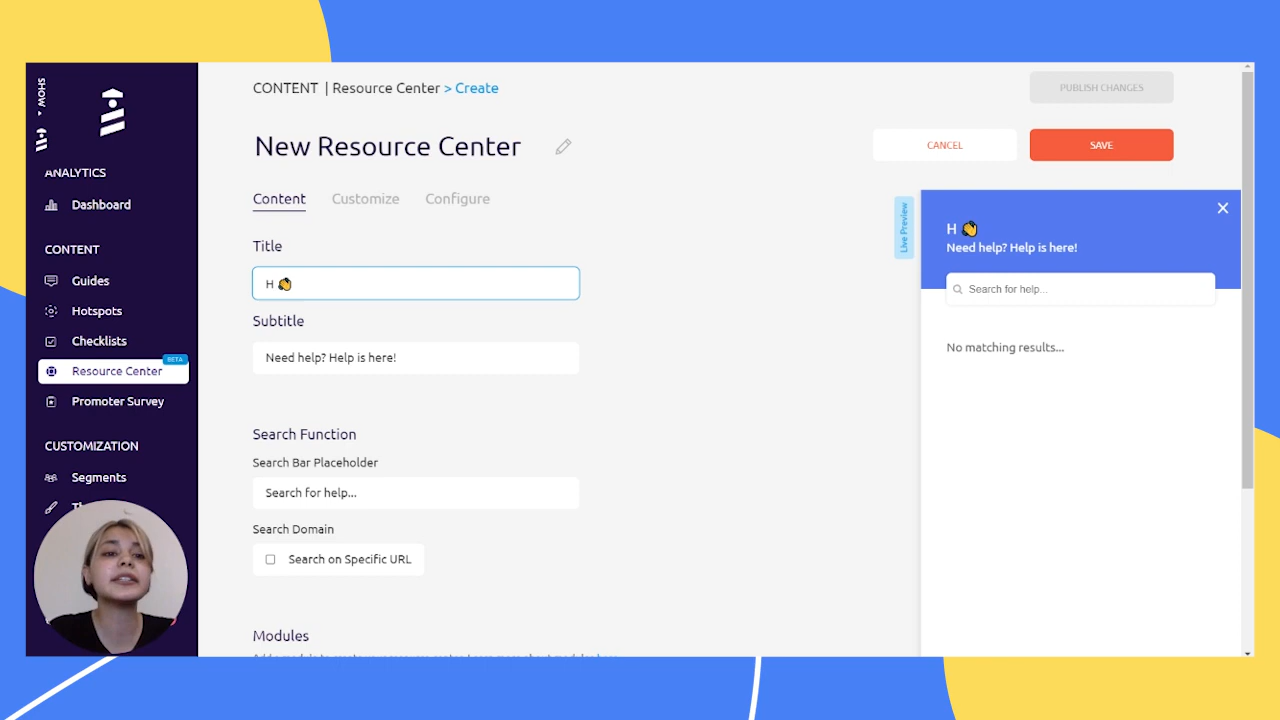 SHOW
ANALYTICS
Dashboard
CONTENT
Guides
Hotspots
Checklists
BETA
Resource Center
Promoter Survey
CUSTOMIZATION
Segments
CONTENT | Resource Center > Create
PUBLISH CHANGES
New Resource Center
CANCEL
SAVE
Content Customize Configure
Title
H 👏
Subtitle
Need help? Help is here!
Search Function
Search Bar Placeholder
Search for help...
Search Domain
Search on Specific URL
Modules
Live Preview
H 👏
Need help? Help is here!
Search for help...
No matching results...